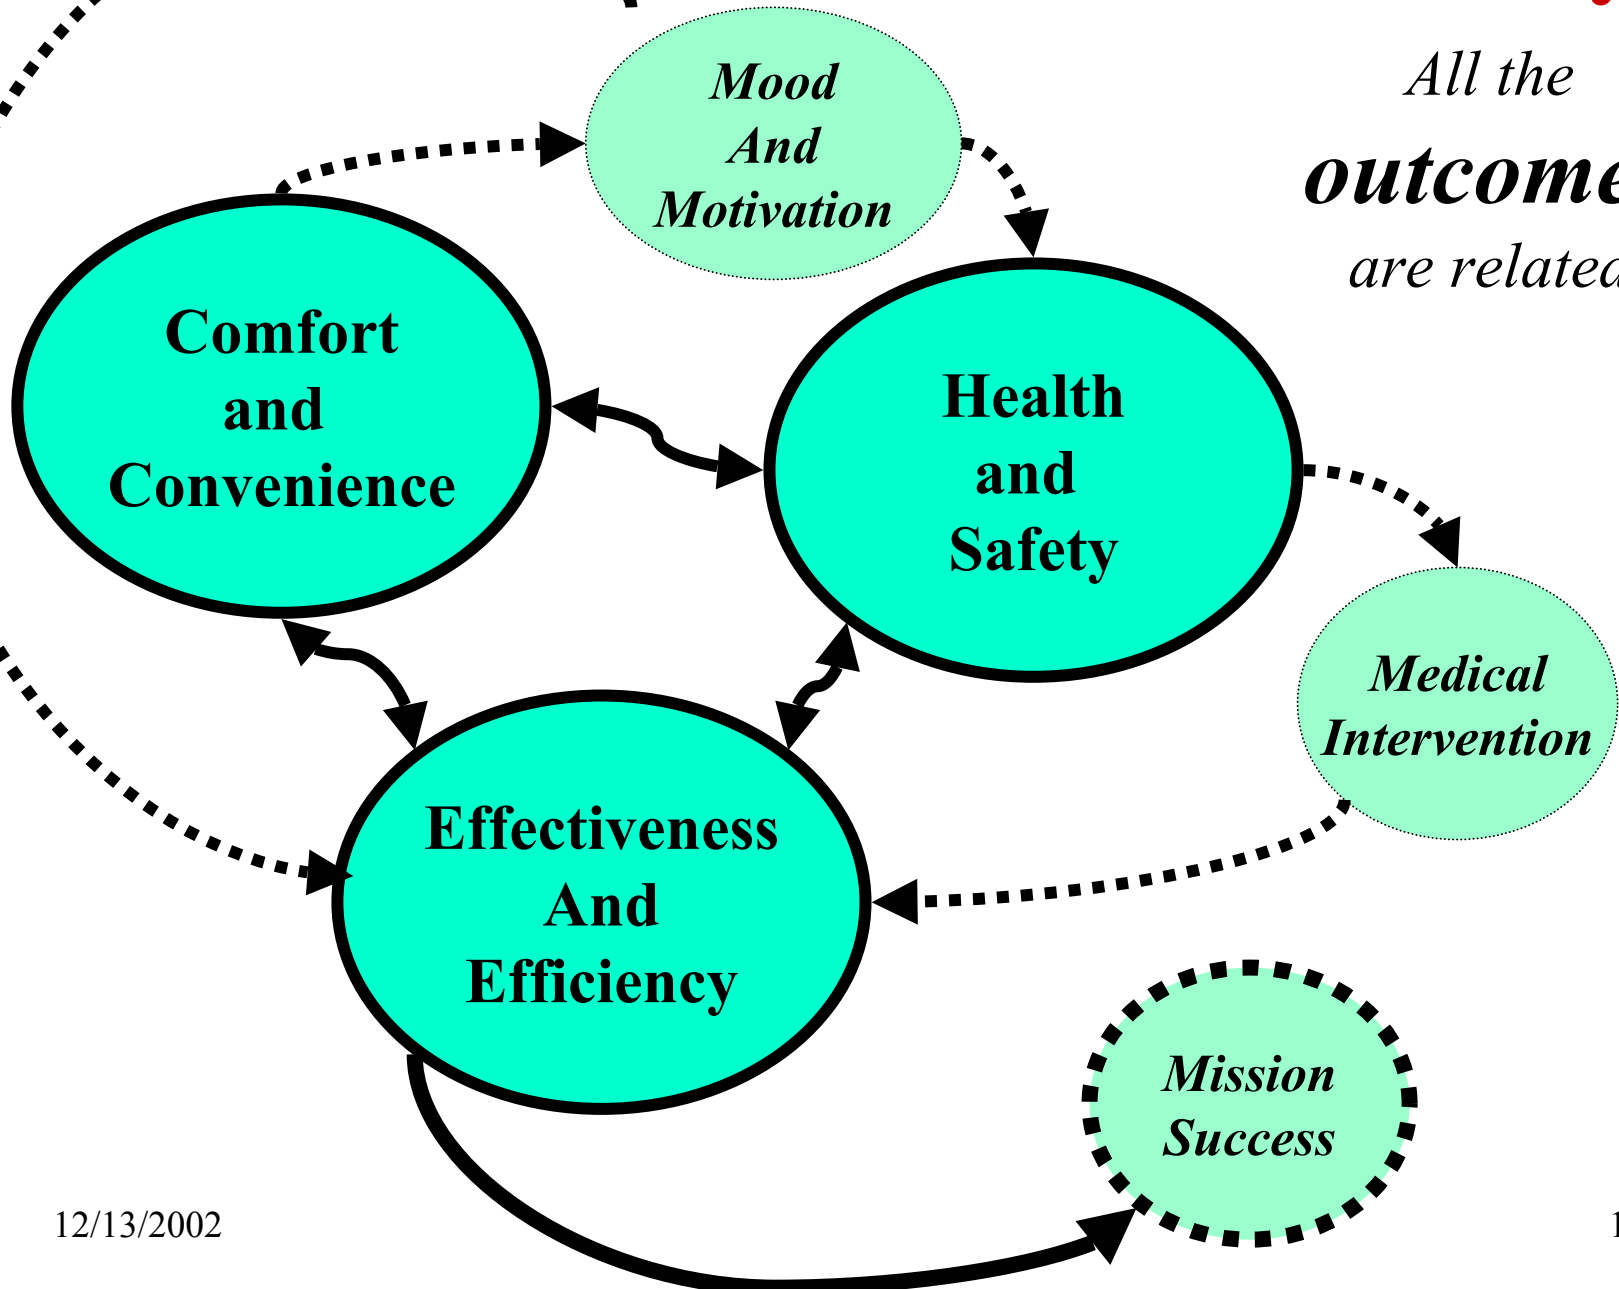 Mood
And
Motivation
All the
outcome
are related
Comfort
and
Convenience
Health
and
Safety
Medical
Intervention
Effectiveness
And
Efficiency
Mission
Success
12/13/2002